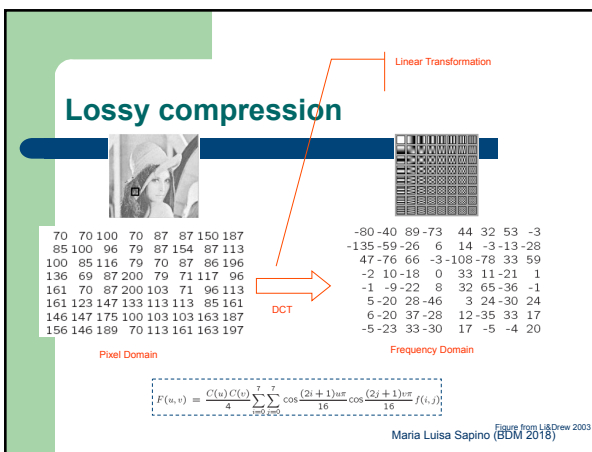 Linear Transformation
Lossy compression
70 70 100 70 87 87 150 187
85 100 96 79 87 154 87 113
100 85 116 79 70 87 86 196
136 69 87 200 79 71 117 96
161 70 87 200 103 71 96 113
161 123 147 133 113 113 85 161
146 147 175 100 103 103 163 187
156 146 189 70 113 161 163 197
Pixel Domain
DCT
-80 -40 89 -73 44 32 53 -3
-135 -59 -26 6 14 -3 -13 -28
47 -76 66 -3 -108 -78 33 59
-2 10 -18 0 33 11 -21 1
-1 -9 -22 8 32 65 -36 -1
5 -20 28 -46 3 24 -30 24
6 -20 37 -28 12 -35 33 17
-5 -23 33 -30 17 -5 -4 20
Frequency Domain
F(u, v) = C(u) C(v) / 4 7∑i=0 7∑j=0 cos (2i + 1)uπ / 16 cos (2j + 1)vπ / 16 f(i, j)
Figure from Li&Drew 2003
Maria Luisa Sapino (BDM 2018)